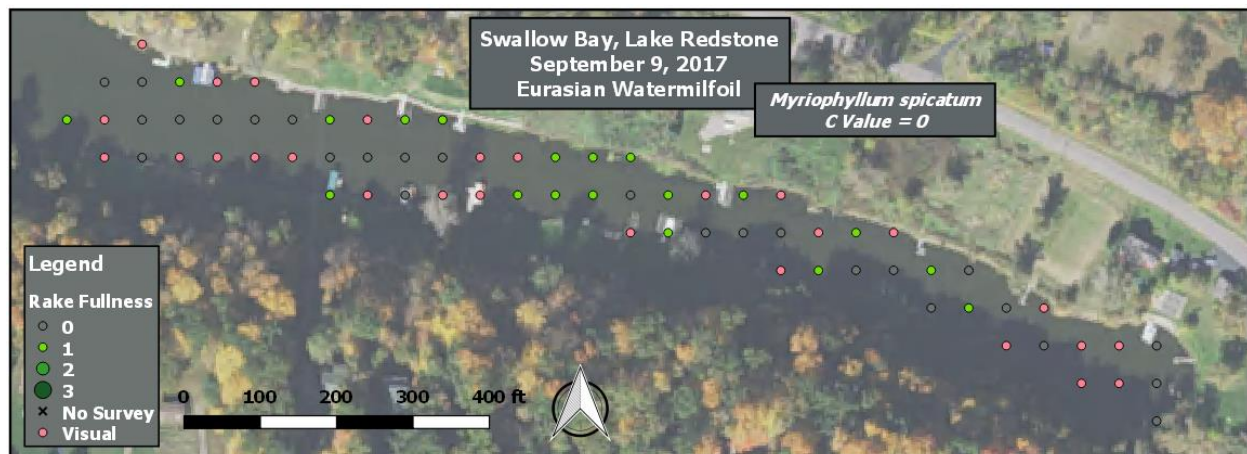 Swallow Bay, Lake Redstone
September 9, 2017
Eurasian Watermilfoil
Myriophyllum spicatum
C Value = 0
Legend
Rake Fullness
0
1
2
3
No Survey
Visual
0 100 200 300 400 ft